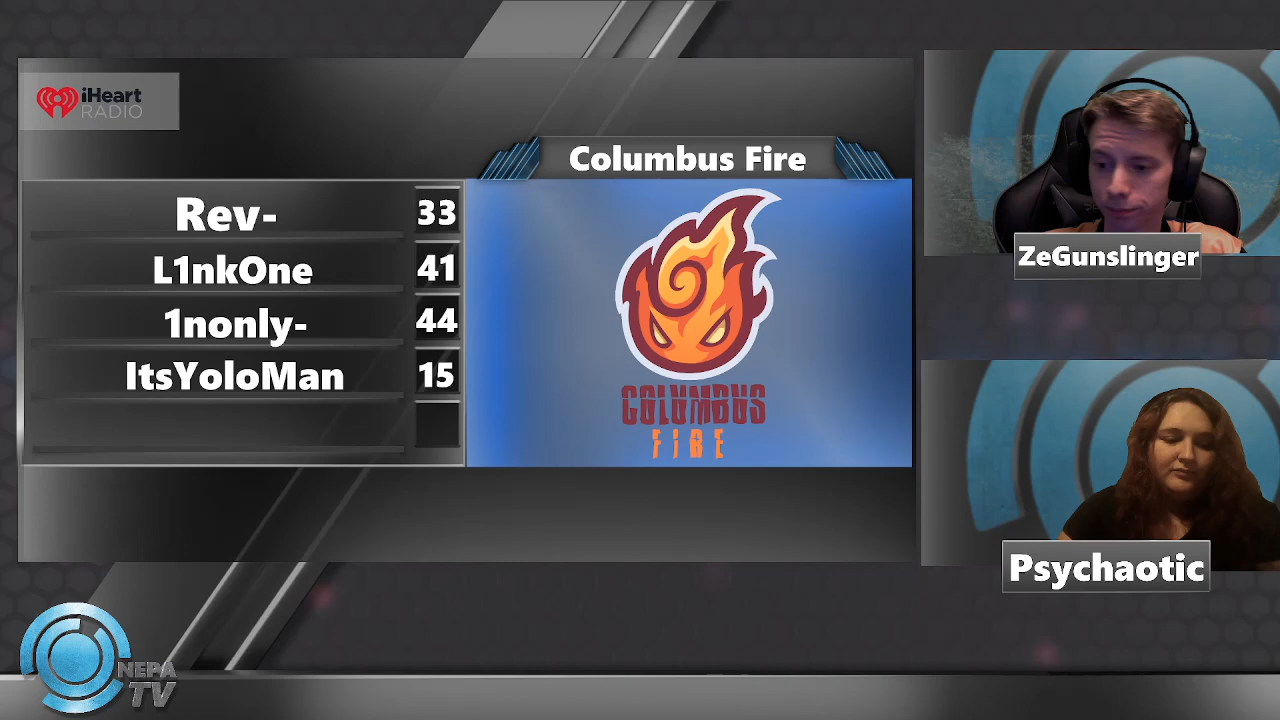 iHeart
RADIO
Columbus Fire
Rev- 33
L1nkOne 41
1nonly- 44
ItsYoloMan 15
COLUMBUS
FIRE
ZeGunslinger
Psychaotic
NEPA
TV